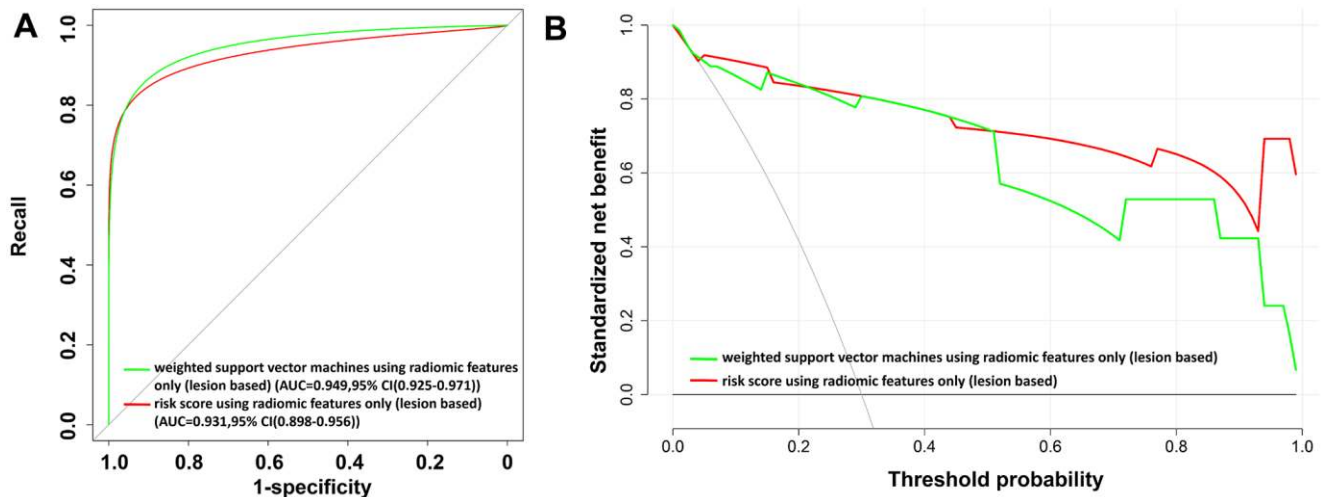 A
Recall
1.0
0.8
0.6
0.4
0.2
0.0
weighted support vector machines using radiomic features
only (lesion based) (AUC=0.949,95% CI(0.925-0.971))
risk score using radiomic features only (lesion based)
(AUC=0.931,95% CI(0.898-0.956))
1.0 0.8 0.6 0.4 0.2 0
1-specificity
B
Standardized net benefit
1.0
0.8
0.6
0.4
0.2
0.0
weighted support vector machines using radiomic features only (lesion based)
risk score using radiomic features only (lesion based)
0.0 0.2 0.4 0.6 0.8 1.0
Threshold probability